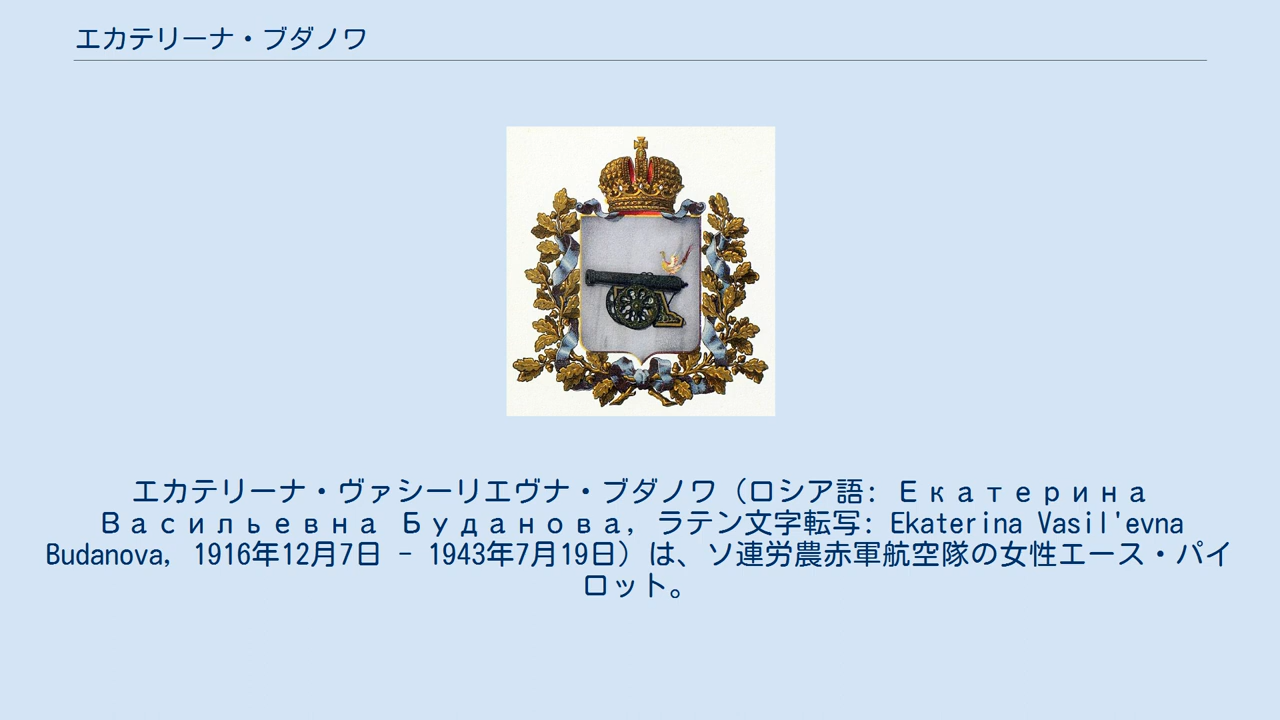 エカテリーナ・ブダノワ
エカテリーナ・ヴァシーリエヴナ・ブダノワ（ロシア語: Екатерина
Васильевна Буданова, ラテン文字転写: Ekaterina Vasil'evna
Budanova, 1916年12月7日 - 1943年7月19日）は、ソ連労農赤軍航空隊の女性エース・パイ
ロット。